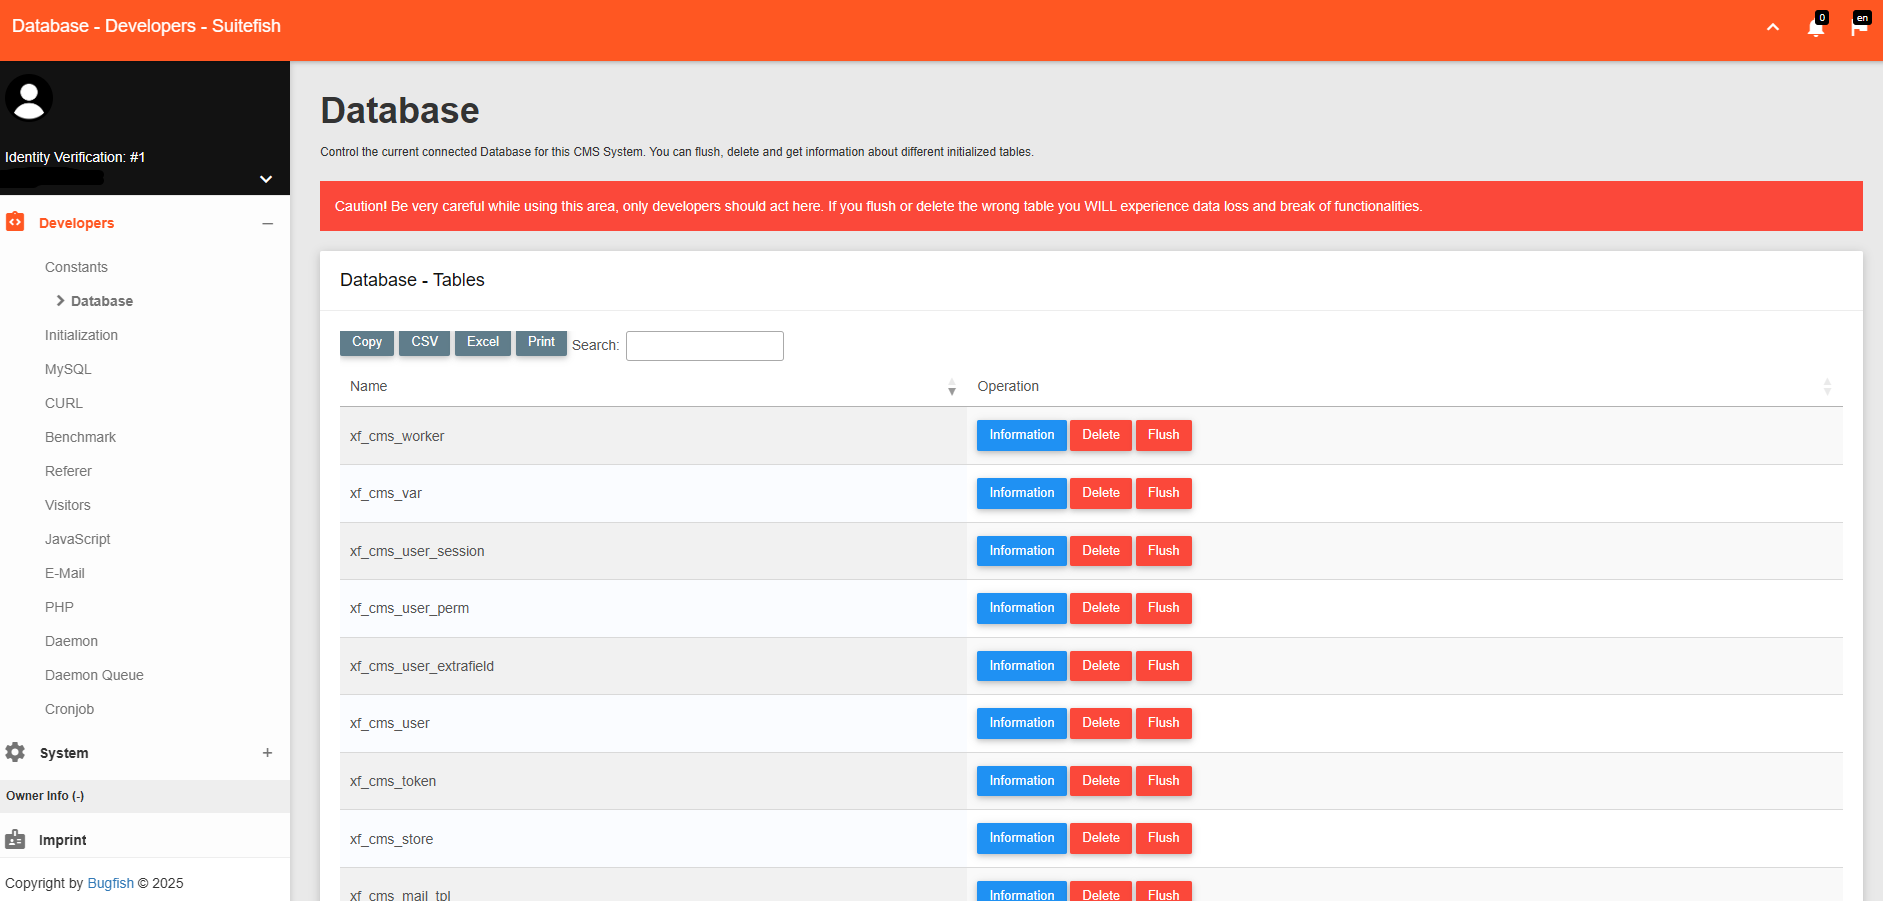 Database - Developers - Suitefish
0
en
Identity Verification: #1
Developers
Constants
Database
Initialization
MySQL
CURL
Benchmark
Referer
Visitors
JavaScript
E-Mail
PHP
Daemon
Daemon Queue
Cronjob
System
Owner Info (-)
Imprint
Copyright by Bugfish © 2025
Database
Control the current connected Database for this CMS System. You can flush, delete and get information about different initialized tables.
Caution! Be very careful while using this area, only developers should act here. If you flush or delete the wrong table you WILL experience data loss and break of functionalities.
Database - Tables
Copy CSV Excel Print Search:
Name Operation
xf_cms_worker Information Delete Flush
xf_cms_var Information Delete Flush
xf_cms_user_session Information Delete Flush
xf_cms_user_perm Information Delete Flush
xf_cms_user_extrafield Information Delete Flush
xf_cms_user Information Delete Flush
xf_cms_token Information Delete Flush
xf_cms_store Information Delete Flush
xf_cms_mail_tpl Information Delete Flush